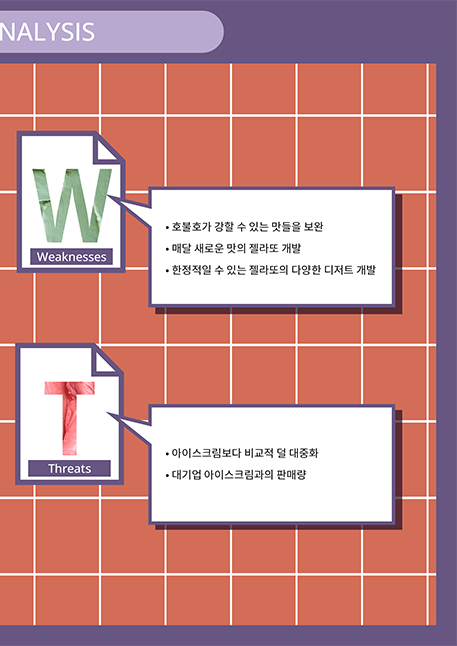 NALYSIS
W
Weaknesses
• 호불호가 강할 수 있는 맛들을 보완
• 매달 새로운 맛의 젤라또 개발
• 한정적일 수 있는 젤라또의 다양한 디저트 개발
T
Threats
• 아이스크림보다 비교적 덜 대중화
• 대기업 아이스크림과의 판매량